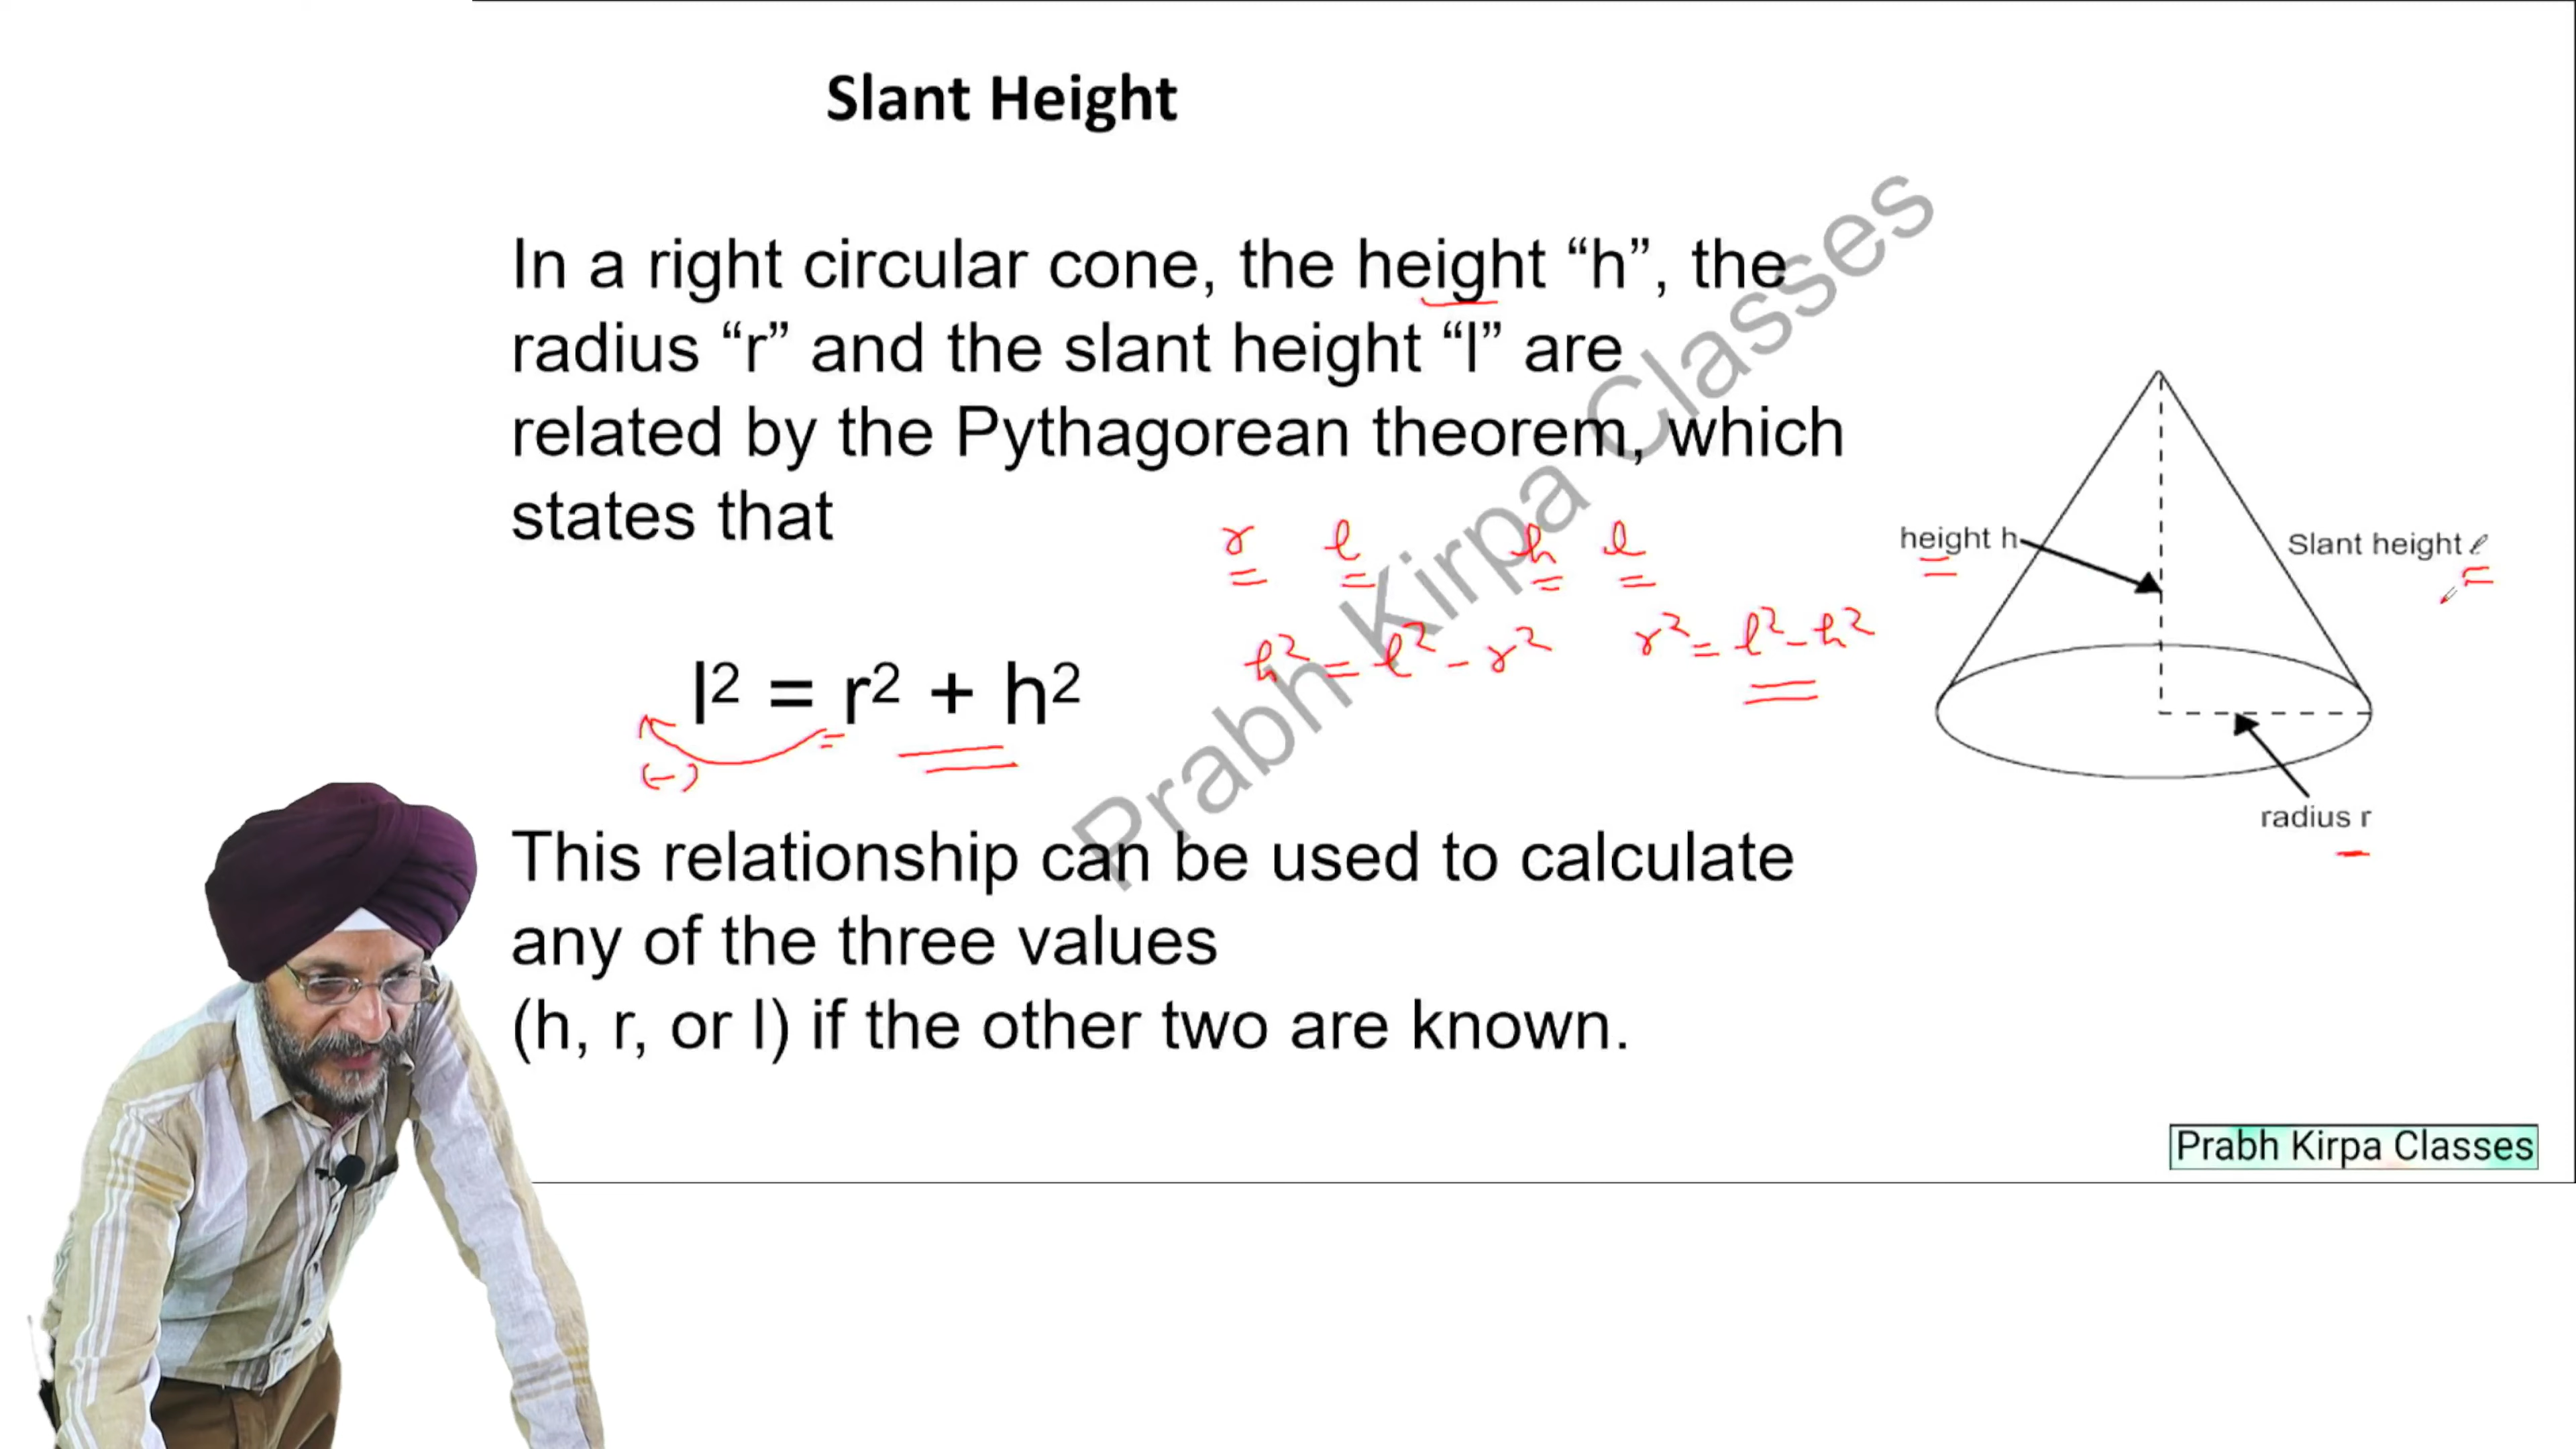 Slant Height
In a right circular cone, the height “h”, the
radius “r” and the slant height “l” are
related by the Pythagorean theorem, which
states that
r l h l
l² = r² + h²
h² = l² - r² r² = l² - h²
(-)
This relationship can be used to calculate
any of the three values
(h, r, or l) if the other two are known.
height h
Slant height ℓ
radius r
Prabh Kirpa Classes
Prabh Kirpa Classes